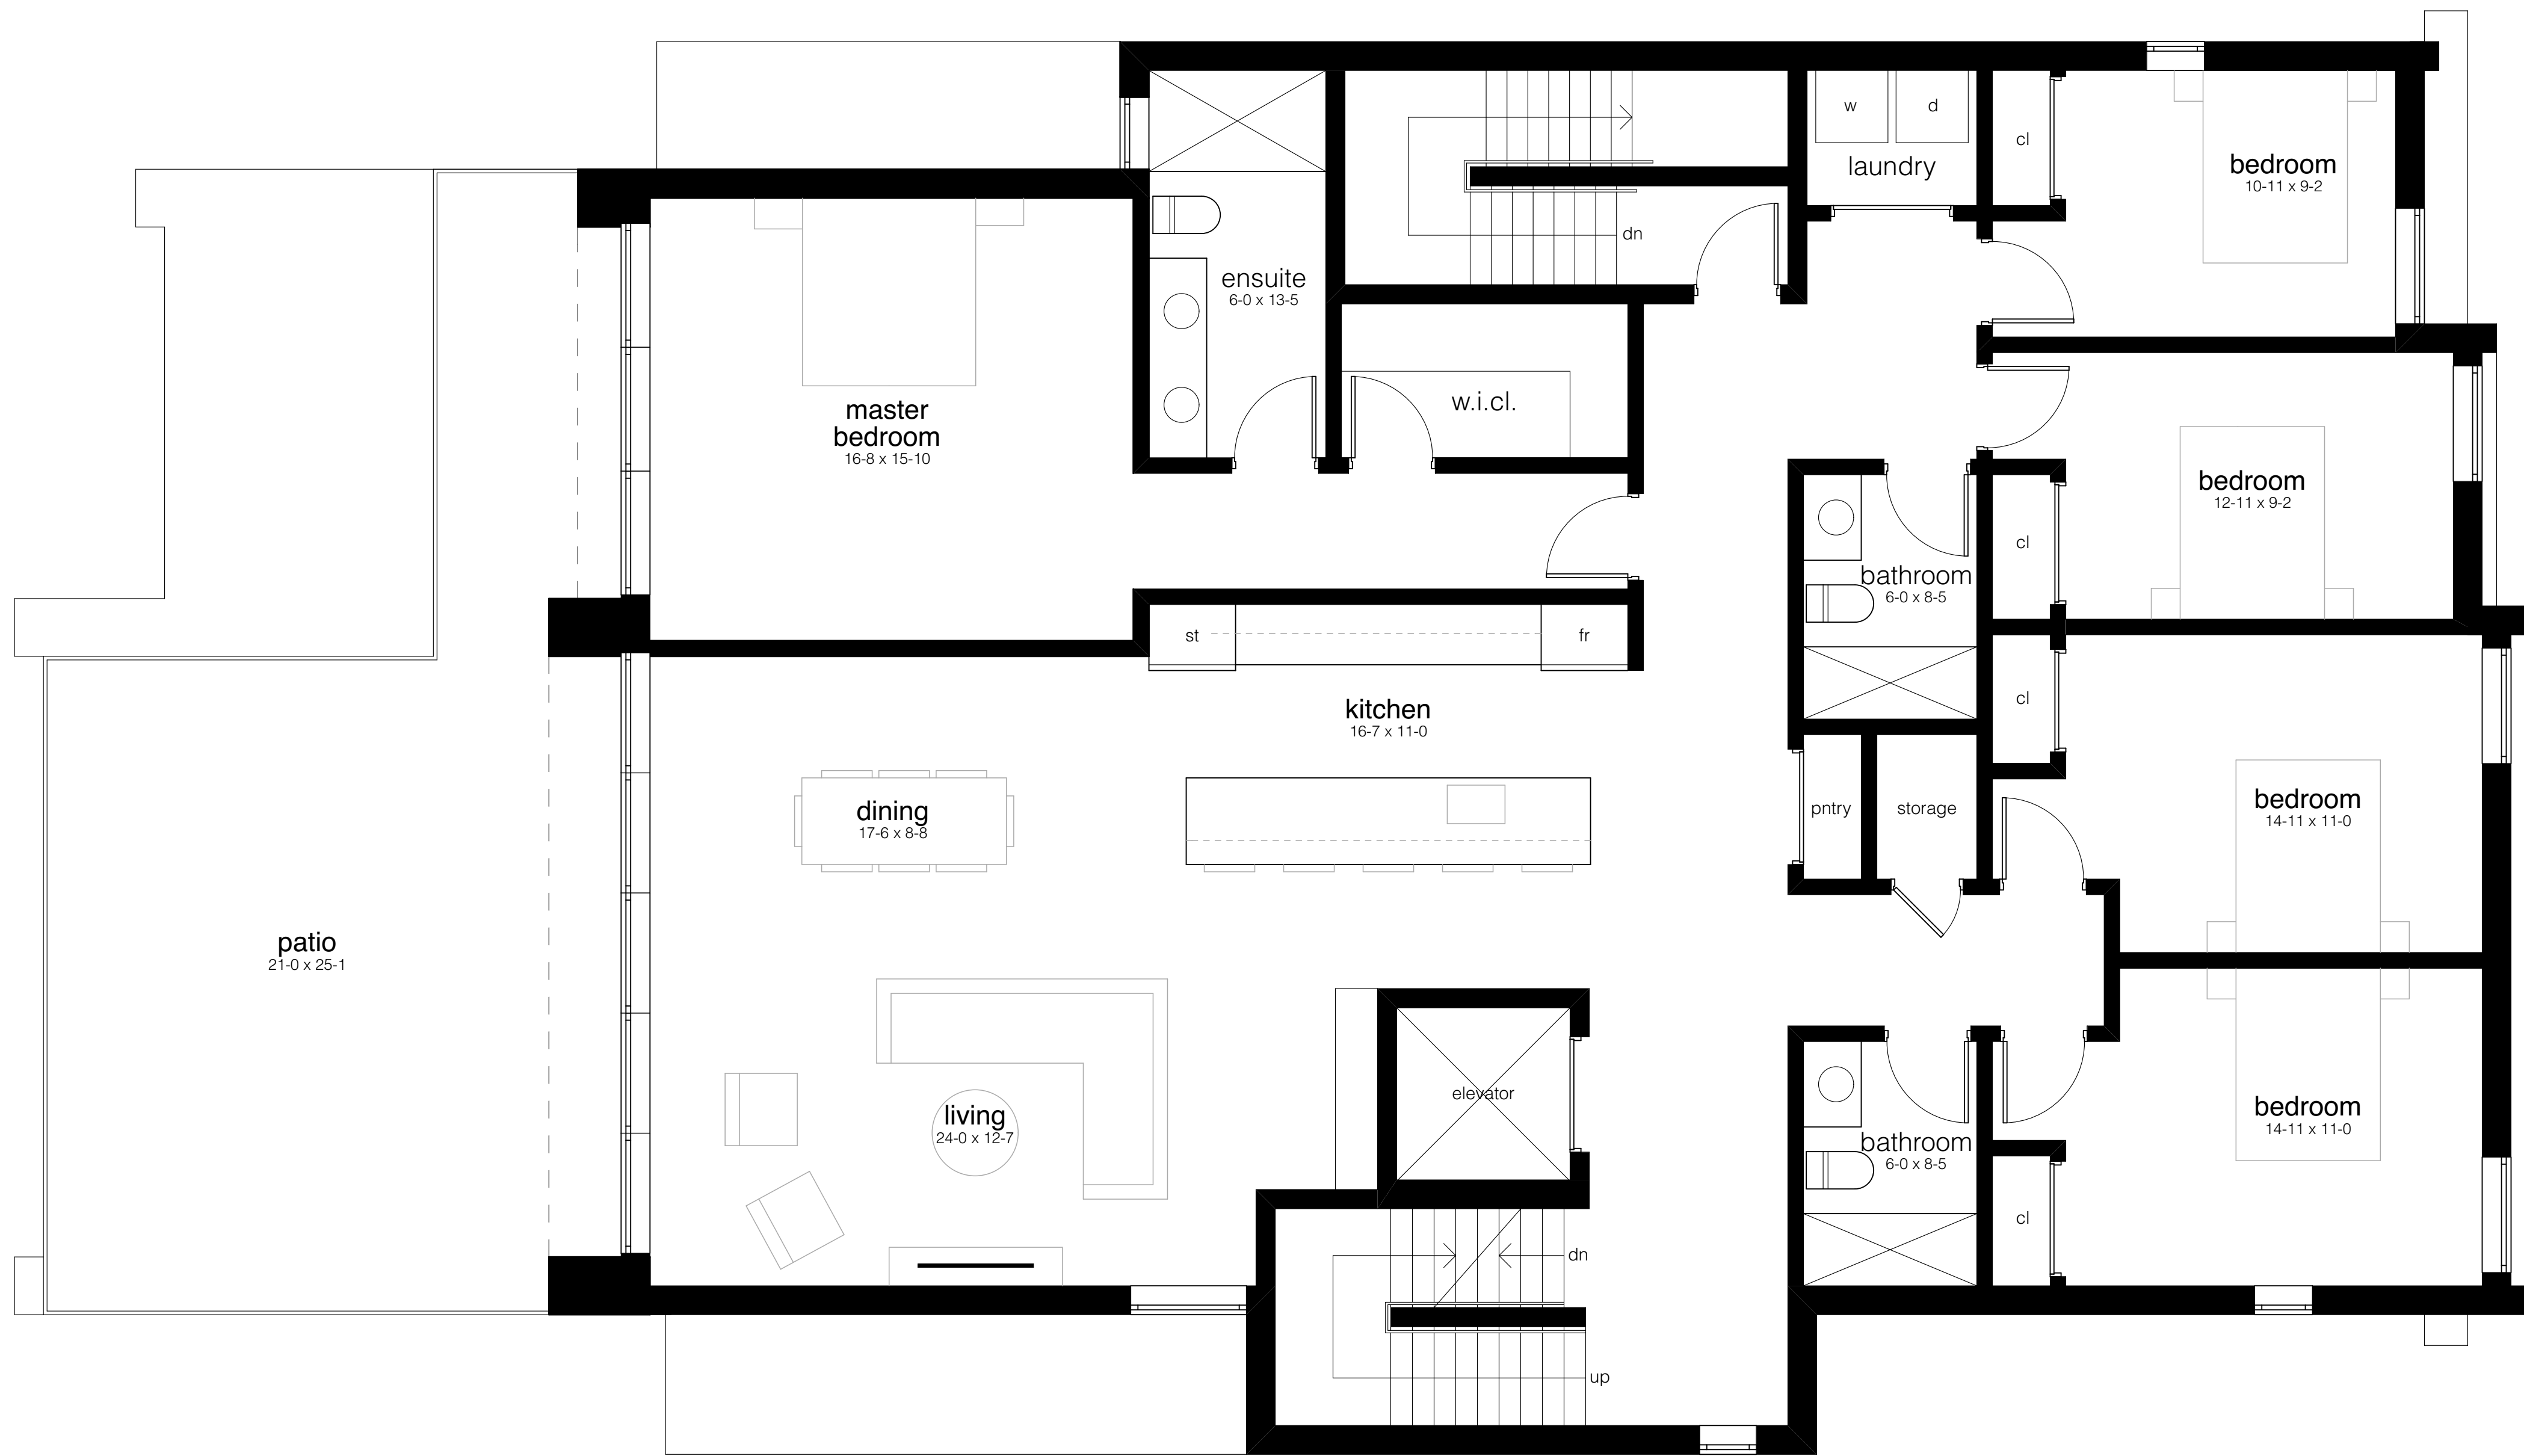 w
d
laundry
cl
bedroom
10-11 x 9-2
dn
ensuite
6-0 x 13-5
master
bedroom
16-8 x 15-10
w.i.cl.
bedroom
12-11 x 9-2
cl
bathroom
6-0 x 8-5
st
fr
cl
kitchen
16-7 x 11-0
dining
17-6 x 8-8
pntry
storage
bedroom
14-11 x 11-0
patio
21-0 x 25-1
elevator
living
24-0 x 12-7
bathroom
6-0 x 8-5
bedroom
14-11 x 11-0
cl
dn
up